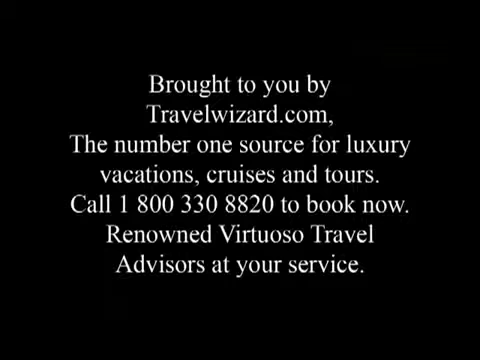 Brought to you by
Travelwizard.com,
The number one source for luxury
vacations, cruises and tours.
Call 1 800 330 8820 to book now.
Renowned Virtuoso Travel
Advisors at your service.